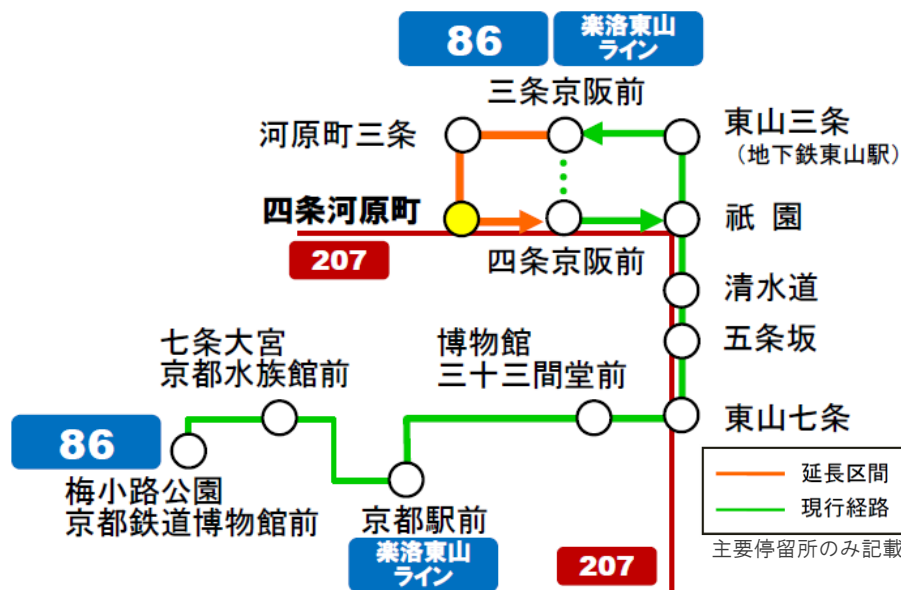 86
楽洛東山
ライン
三条京阪前
河原町三条
東山三条
（地下鉄東山駅）
四条河原町
祇 園
207
四条京阪前
清水道
七条大宮
京都水族館前
博物館
三十三間堂前
五条坂
東山七条
86
梅小路公園
京都鉄道博物館前
京都駅前
楽洛東山
ライン
延長区間
現行経路
主要停留所のみ記載
207